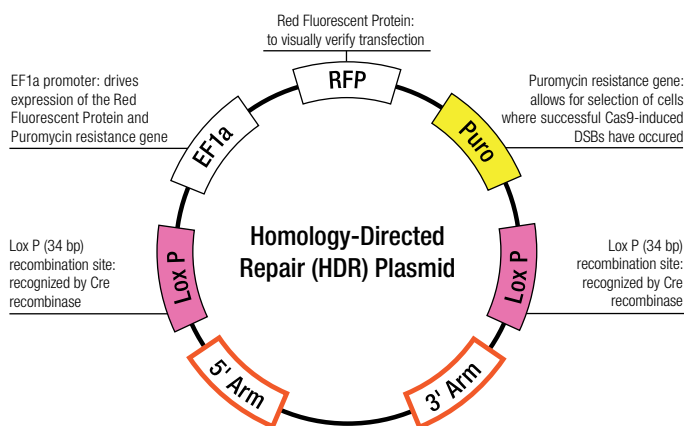 Red Fluorescent Protein:
to visually verify transfection
RFP
EF1a promoter: drives
expression of the Red
Fluorescent Protein and
Puromycin resistance gene
EF1a
Puromycin resistance gene:
allows for selection of cells
where successful Cas9-induced
DSBs have occured
Puro
Homology-Directed
Repair (HDR) Plasmid
Lox P (34 bp)
recombination site:
recognized by Cre
recombinase
Lox P
Lox P
Lox P (34 bp)
recombination site:
recognized by Cre
recombinase
5' Arm
3' Arm